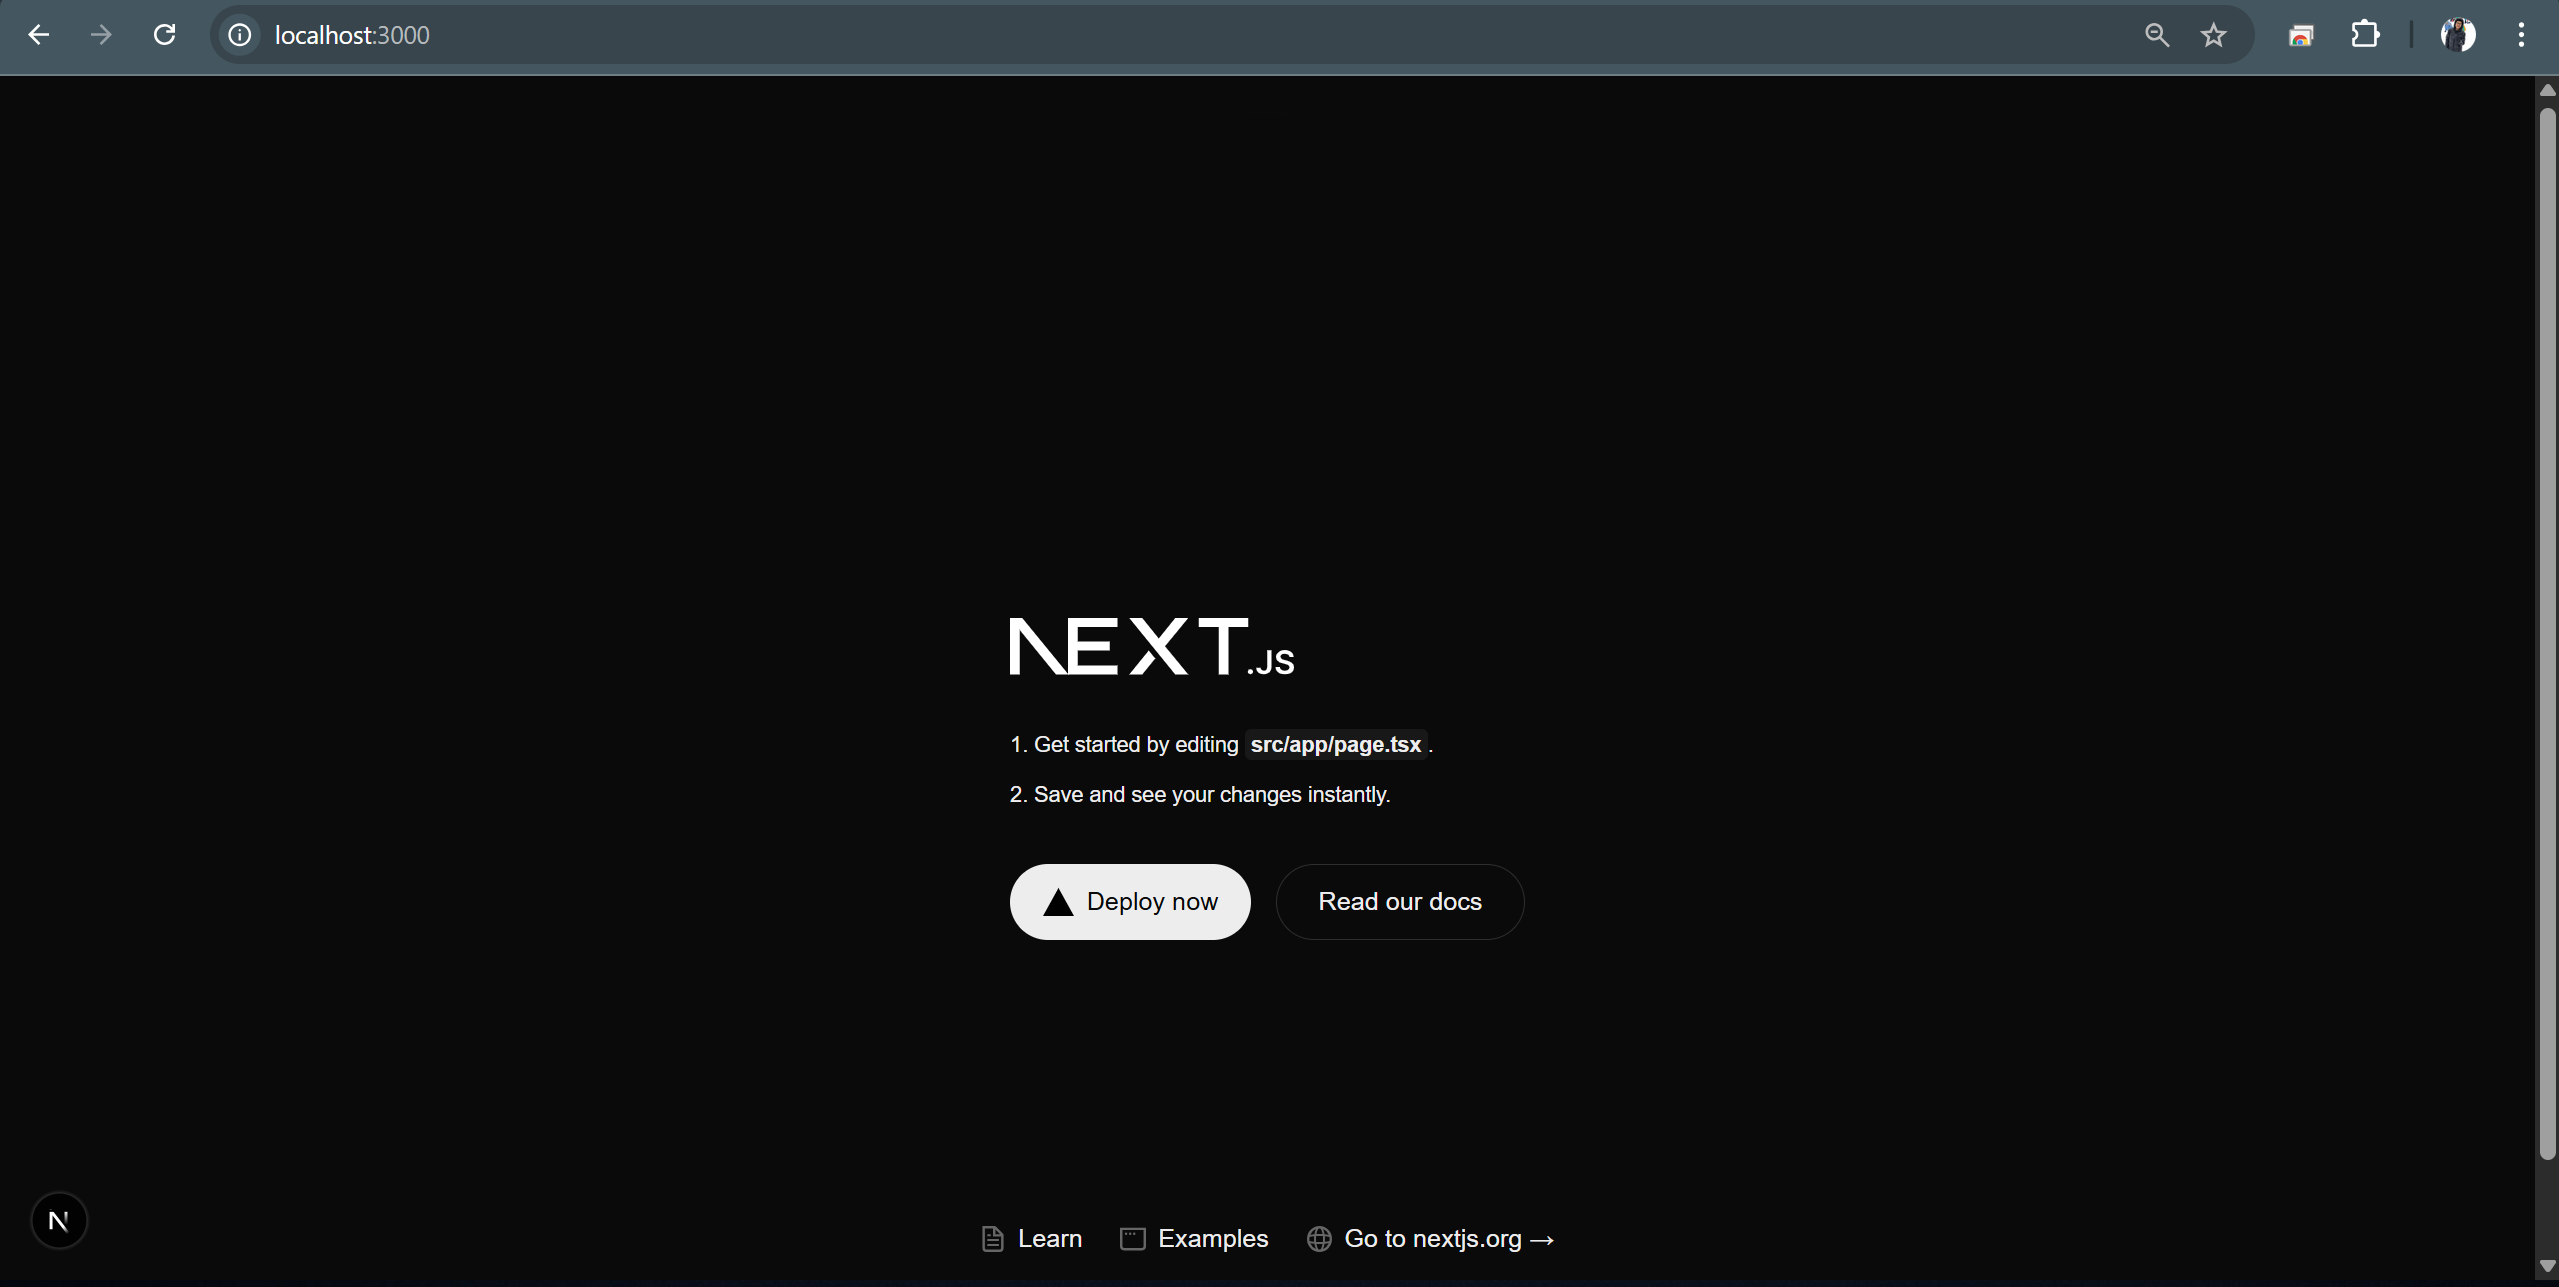 localhost:3000
NEXT.JS
1. Get started by editing src/app/page.tsx .
2. Save and see your changes instantly.
Deploy now
Read our docs
N
Learn
Examples
Go to nextjs.org →